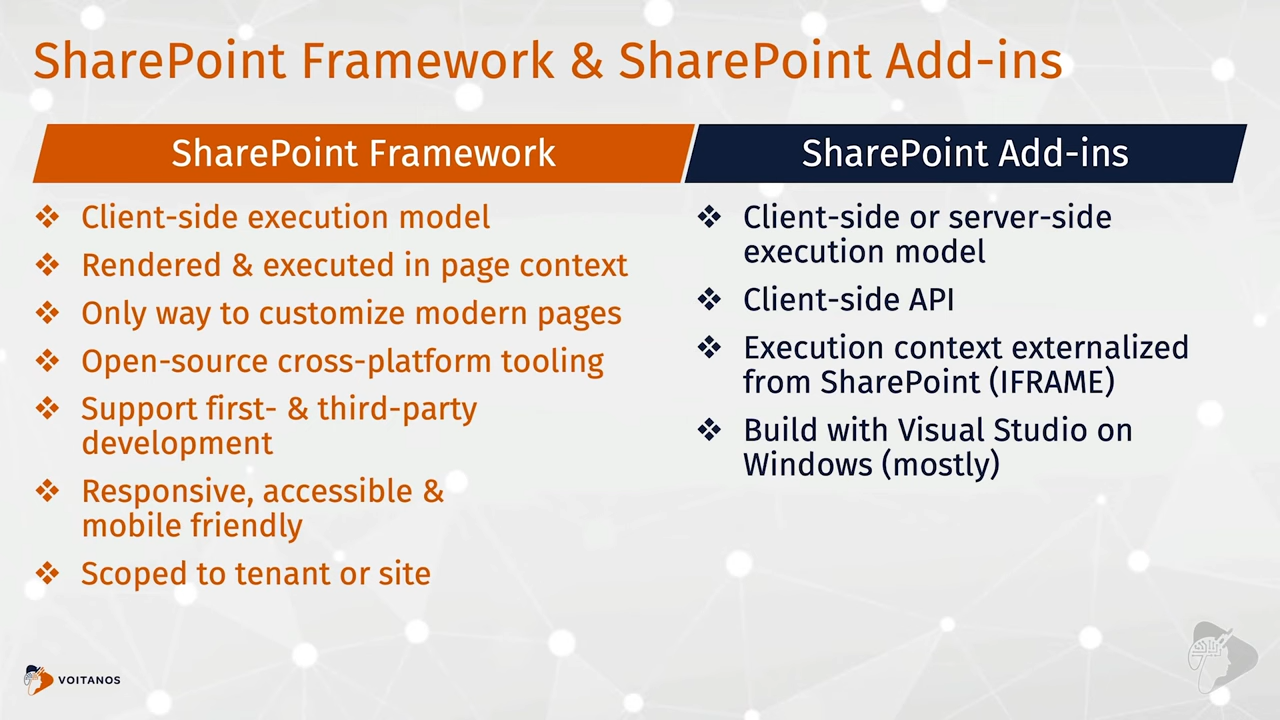 SharePoint Framework & SharePoint Add-ins
SharePoint Framework
❖ Client-side execution model
❖ Rendered & executed in page context
❖ Only way to customize modern pages
❖ Open-source cross-platform tooling
❖ Support first- & third-party
development
❖ Responsive, accessible &
mobile friendly
❖ Scoped to tenant or site
SharePoint Add-ins
❖ Client-side or server-side
execution model
❖ Client-side API
❖ Execution context externalized
from SharePoint (IFRAME)
❖ Build with Visual Studio on
Windows (mostly)
VOITANOS